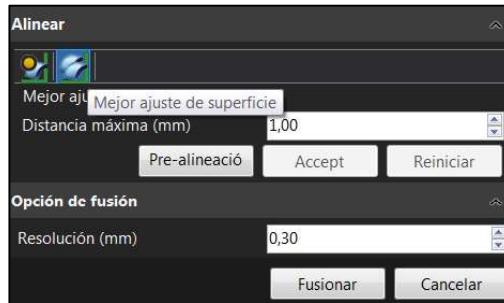 Alinear
Mejor aju
Mejor ajuste de superficie
Distancia máxima (mm) 1,00
Pre-alineació Accept Reiniciar
Opción de fusión
Resolución (mm) 0,30
Fusionar Cancelar